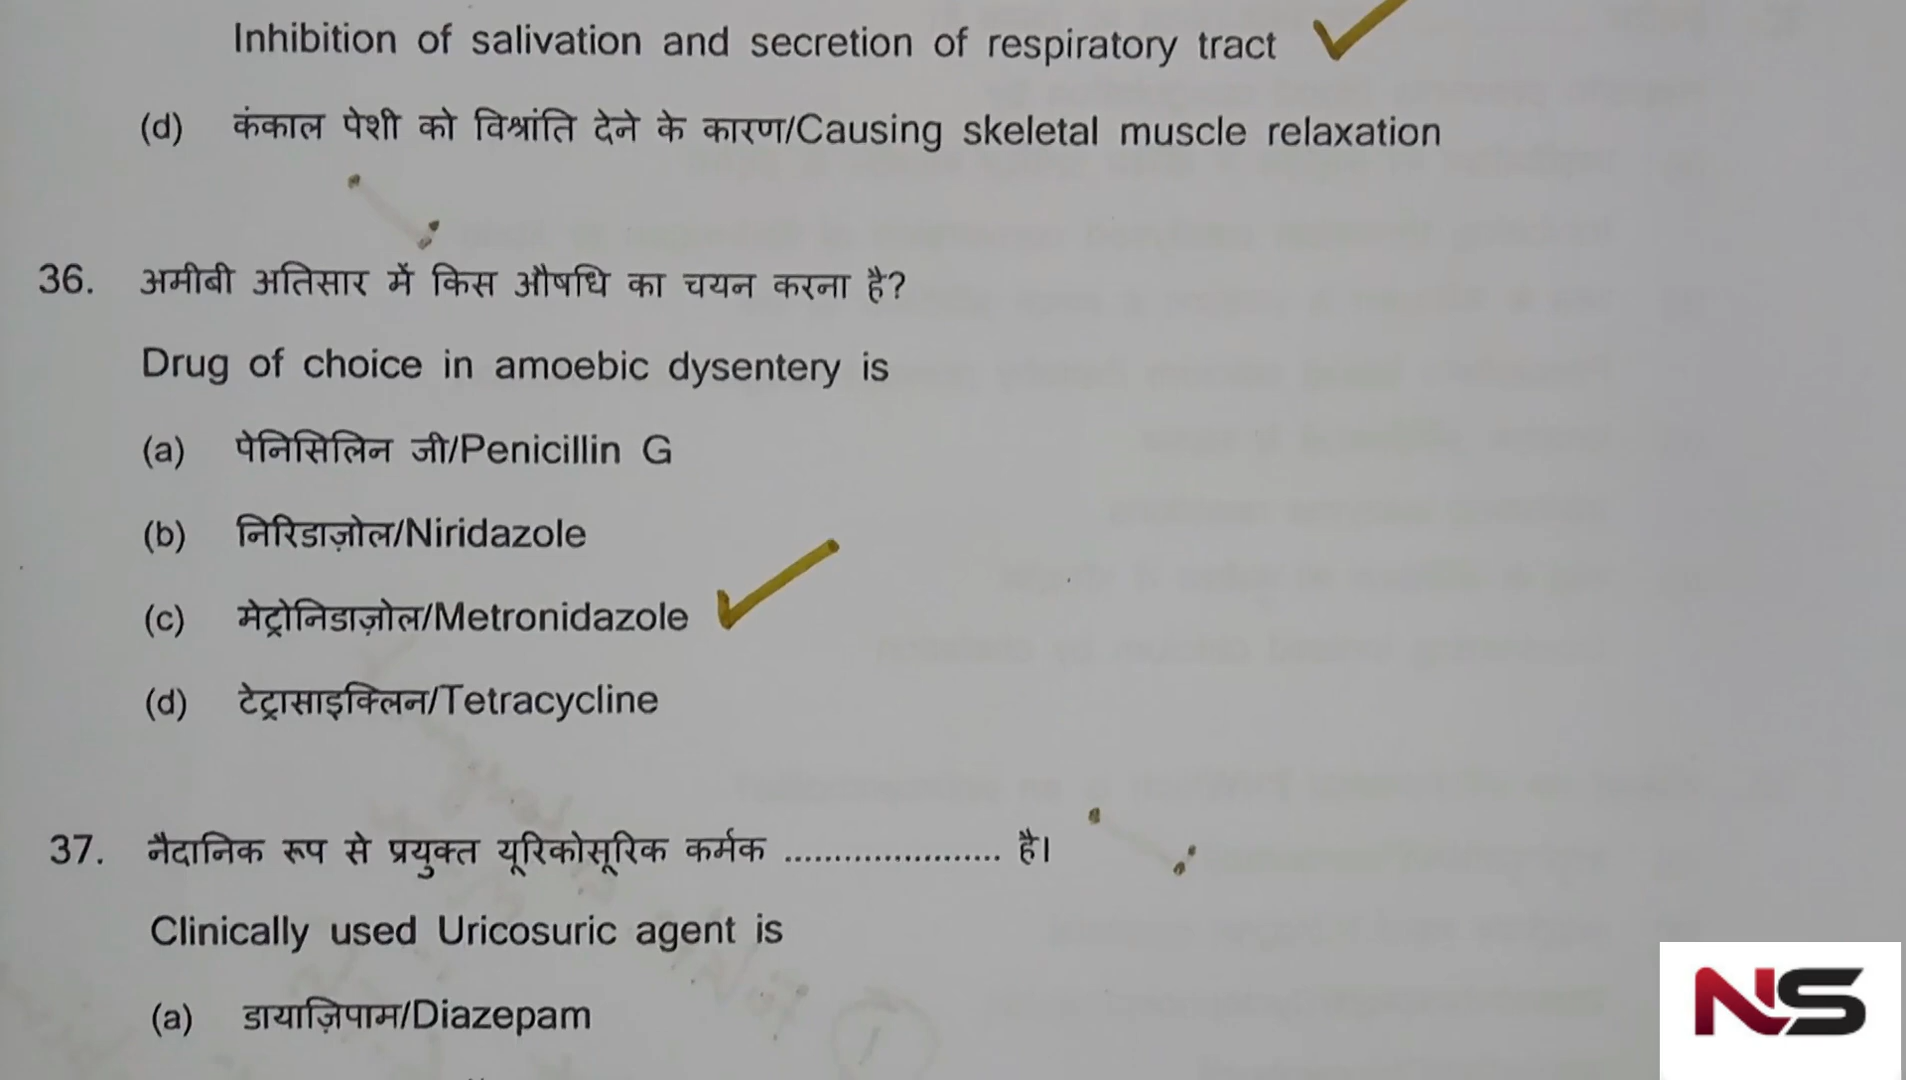 Inhibition of salivation and secretion of respiratory tract
(d) कंकाल पेशी को विश्रांति देने के कारण/Causing skeletal muscle relaxation
36. अमीबी अतिसार में किस औषधि का चयन करना है?
Drug of choice in amoebic dysentery is
(a) पेनिसिलिन जी/Penicillin G
(b) निरिडाज़ोल/Niridazole
(c) मेट्रोनिडाज़ोल/Metronidazole
(d) टेट्रासाइक्लिन/Tetracycline
37. नैदानिक रूप से प्रयुक्त यूरिकोसूरिक कर्मक ...................... है।
Clinically used Uricosuric agent is
(a) डायाज़िपाम/Diazepam
NS